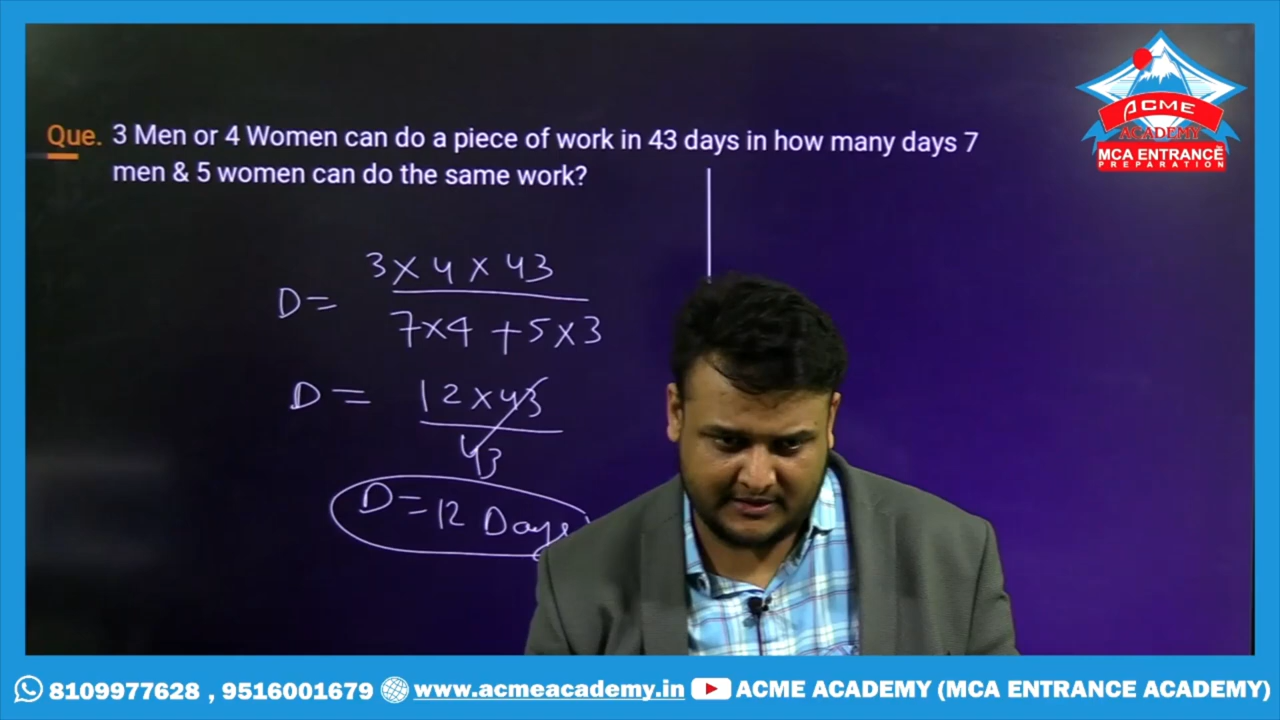 Que. 3 Men or 4 Women can do a piece of work in 43 days in how many days 7
men & 5 women can do the same work?
D = 3 × 4 × 43
7×4 + 5×3
D = 12 × 43
43
D = 12 Days
ACME
ACADEMY
MCA ENTRANCE
PREPARATION
8109977628 , 9516001679 www.acmeacademy.in ACME ACADEMY (MCA ENTRANCE ACADEMY)